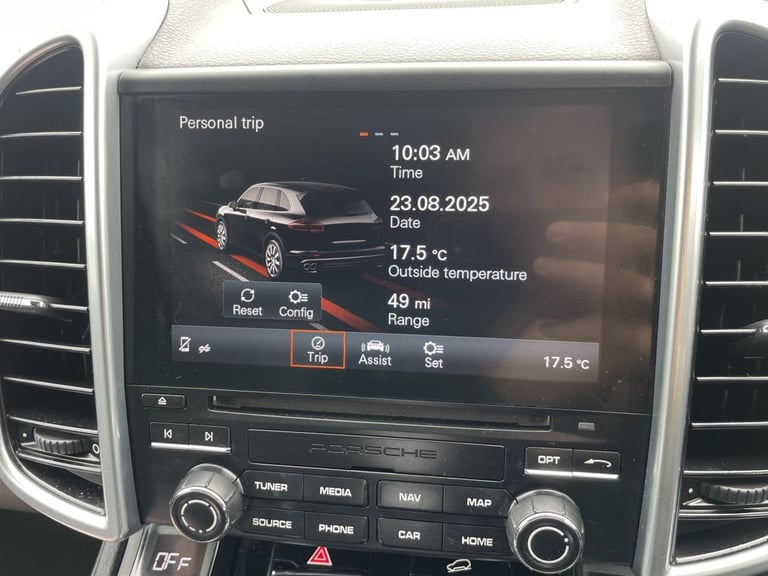 Personal trip
10:03 AM
Time
23.08.2025
Date
17.5 °C
Outside temperature
49 mi
Range
Reset Config
Trip Assist Set 17.5 °C
PORSCHE
OPT
TUNER MEDIA NAV MAP
SOURCE PHONE CAR HOME
OFF